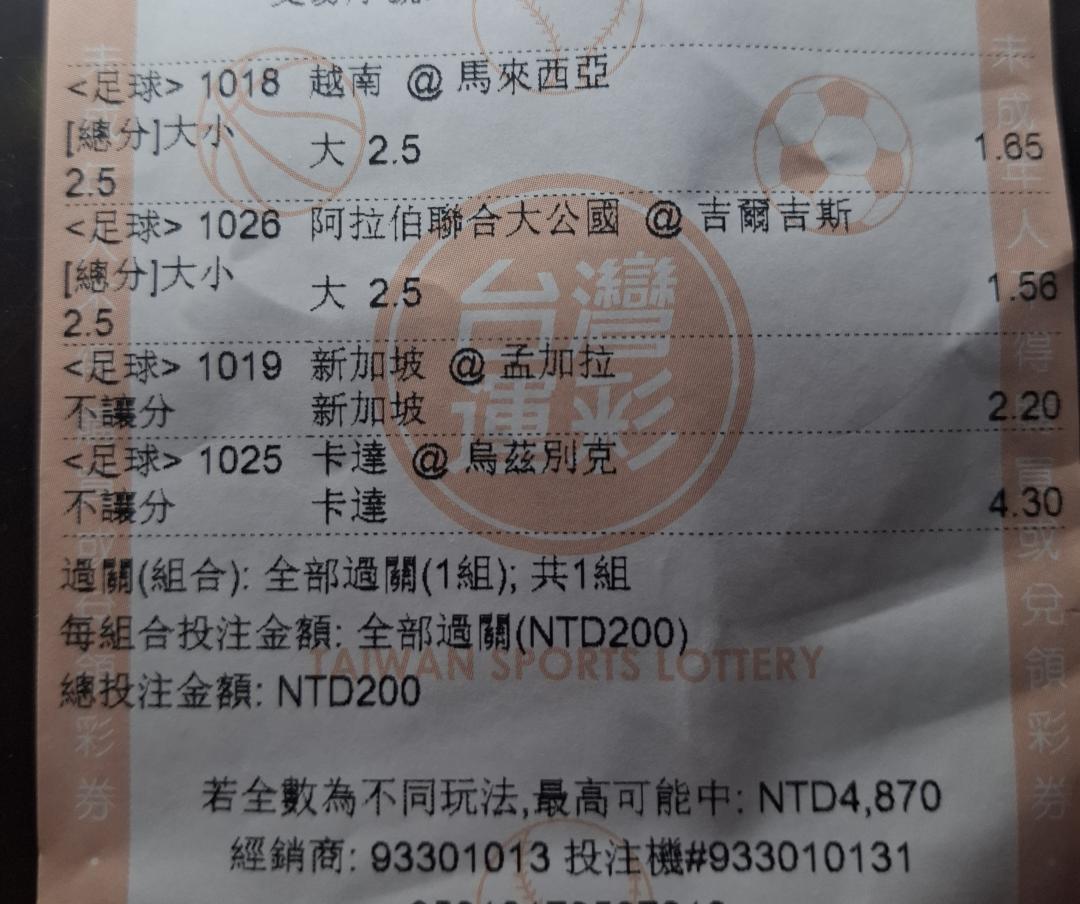 <足球> 1018 越南 @ 馬來西亞
[總分]大小 大 2.5 1.65
2.5
<足球> 1026 阿拉伯聯合大公國 @ 吉爾吉斯
[總分]大小 大 2.5 1.56
2.5
<足球> 1019 新加坡 @ 孟加拉
不讓分 新加坡 2.20
<足球> 1025 卡達 @ 烏茲別克
不讓分 卡達 4.30
過關(組合): 全部過關(1組); 共1組
每組合投注金額: 全部過關(NTD200)
總投注金額: NTD200
若全數為不同玩法,最高可能中: NTD4,870
經銷商: 93301013 投注機#933010131
台灣
運彩
TAIWAN SPORTS LOTTERY